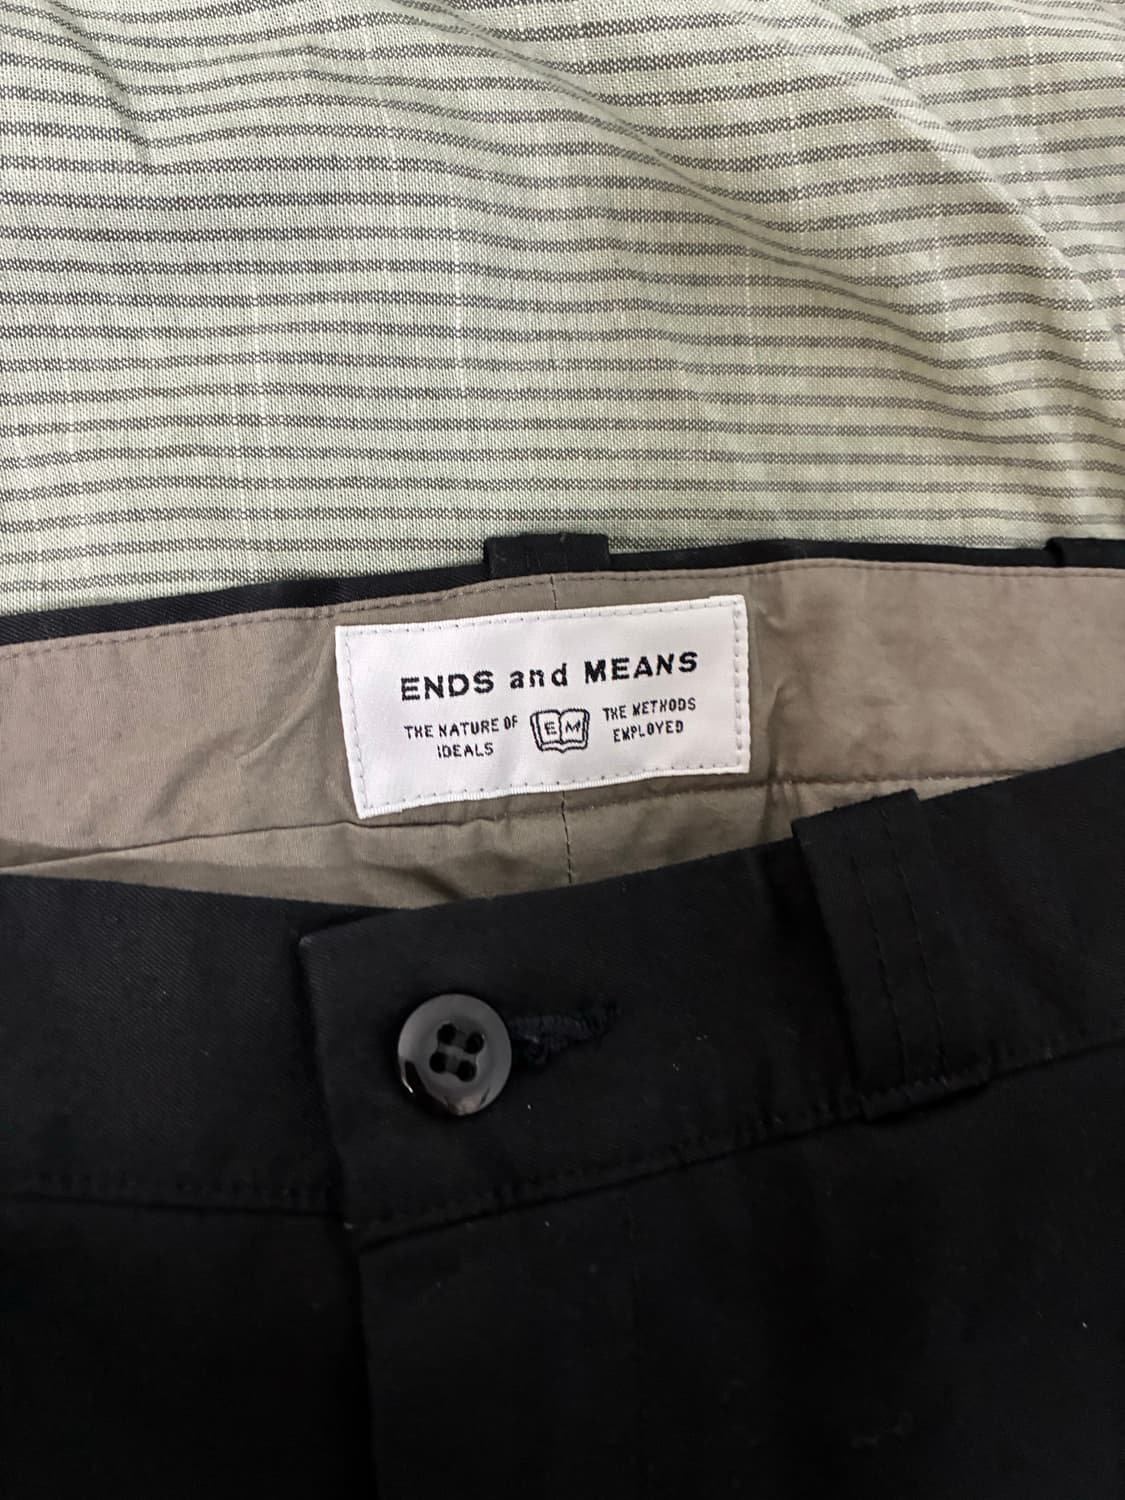 ENDS and MEANS
THE NATURE OF
IDEALS
EM
THE METHODS
EMPLOYED